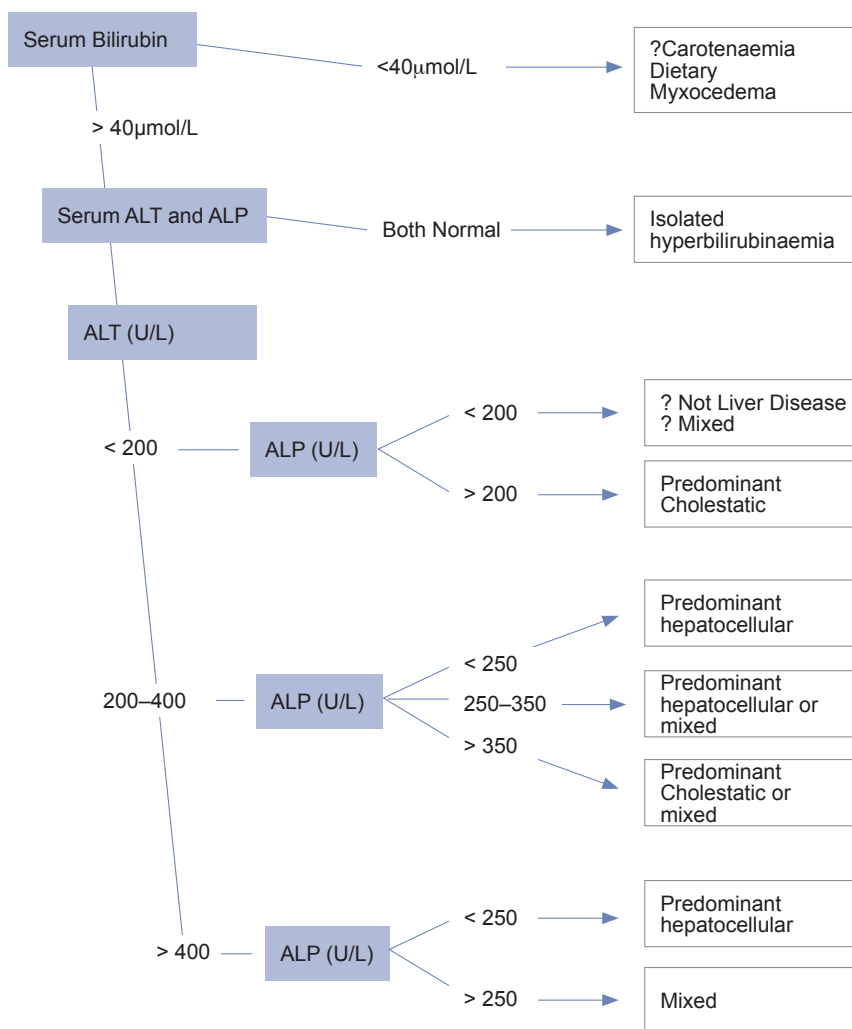 Serum Bilirubin
<40μmol/L
?Carotenaemia
Dietary
Myxocedema
> 40μmol/L
Serum ALT and ALP
Both Normal
Isolated
hyperbilirubinaemia
ALT (U/L)
< 200
ALP (U/L)
< 200
? Not Liver Disease
? Mixed
> 200
Predominant
Cholestatic
200–400
ALP (U/L)
< 250
Predominant
hepatocellular
250–350
Predominant
hepatocellular or
mixed
> 350
Predominant
Cholestatic or
mixed
> 400
ALP (U/L)
< 250
Predominant
hepatocellular
> 250
Mixed